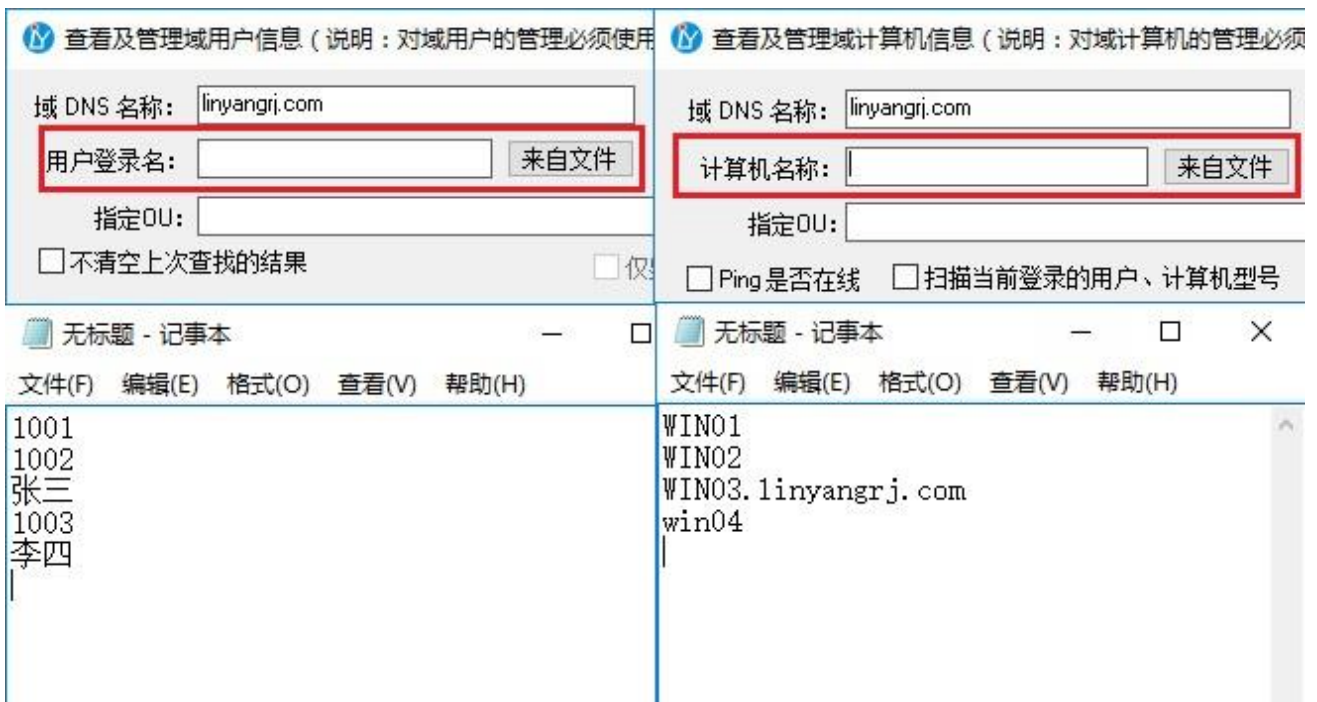 查看及管理域用户信息（说明：对域用户的管理必须使用
域 DNS 名称： linyangrj.com
用户登录名： 来自文件
指定OU：
不清空上次查找的结果 仅
查看及管理域计算机信息（说明：对域计算机的管理必须
域 DNS 名称： linyangrj.com
计算机名称： 来自文件
指定OU：
Ping是否在线 扫描当前登录的用户、计算机型号
无标题 - 记事本
文件(F) 编辑(E) 格式(O) 查看(V) 帮助(H)
1001
1002
张三
1003
李四
无标题 - 记事本
文件(F) 编辑(E) 格式(O) 查看(V) 帮助(H)
WIN01
WIN02
WIN03.linyangrj.com
win04